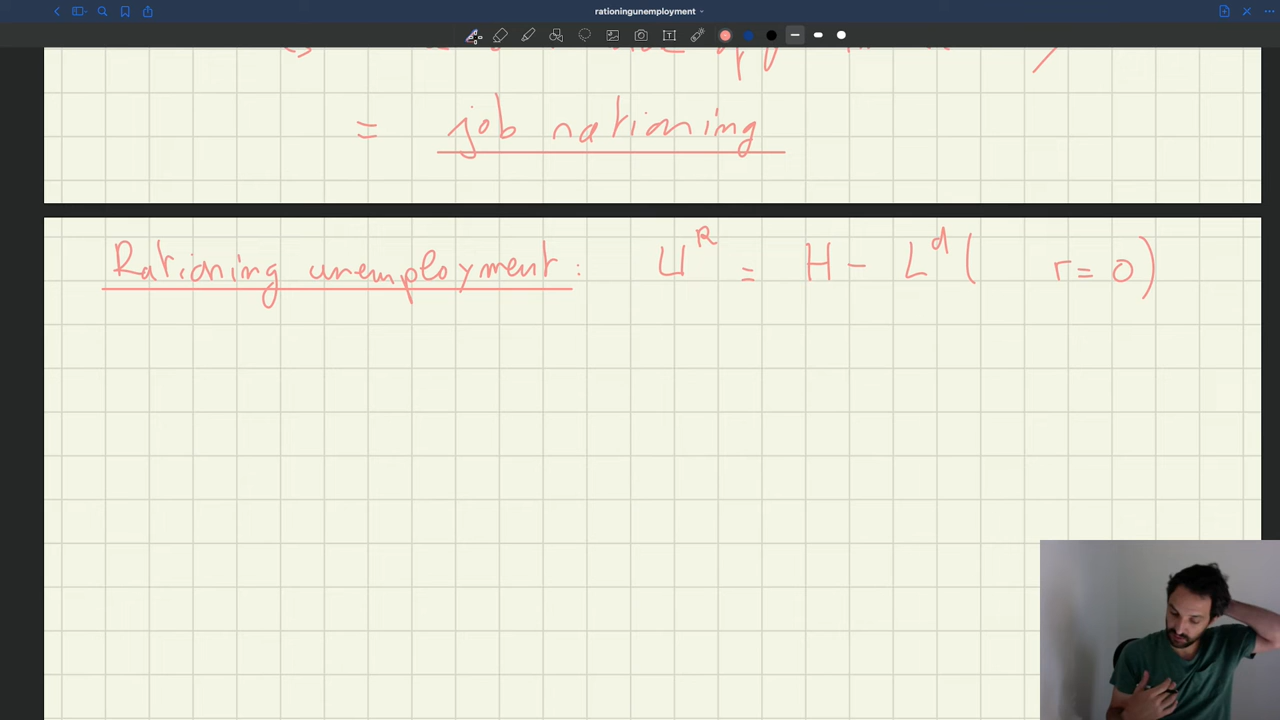 rationingunemployment
= job rationing
Rationing unemployment: U^R = H - L^d( r = 0)